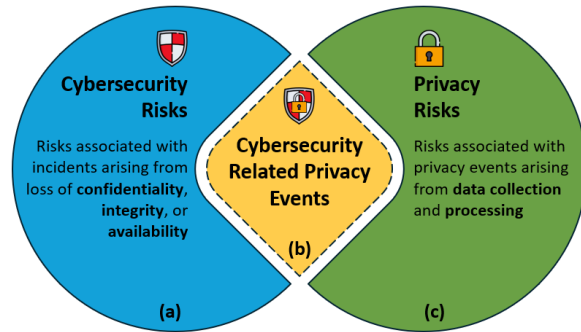 Cybersecurity
Risks
Risks associated with
incidents arising from
loss of confidentiality,
integrity, or
availability
(a)
Cybersecurity
Related Privacy
Events
(b)
Privacy
Risks
Risks associated with
privacy events arising
from data collection
and processing
(c)